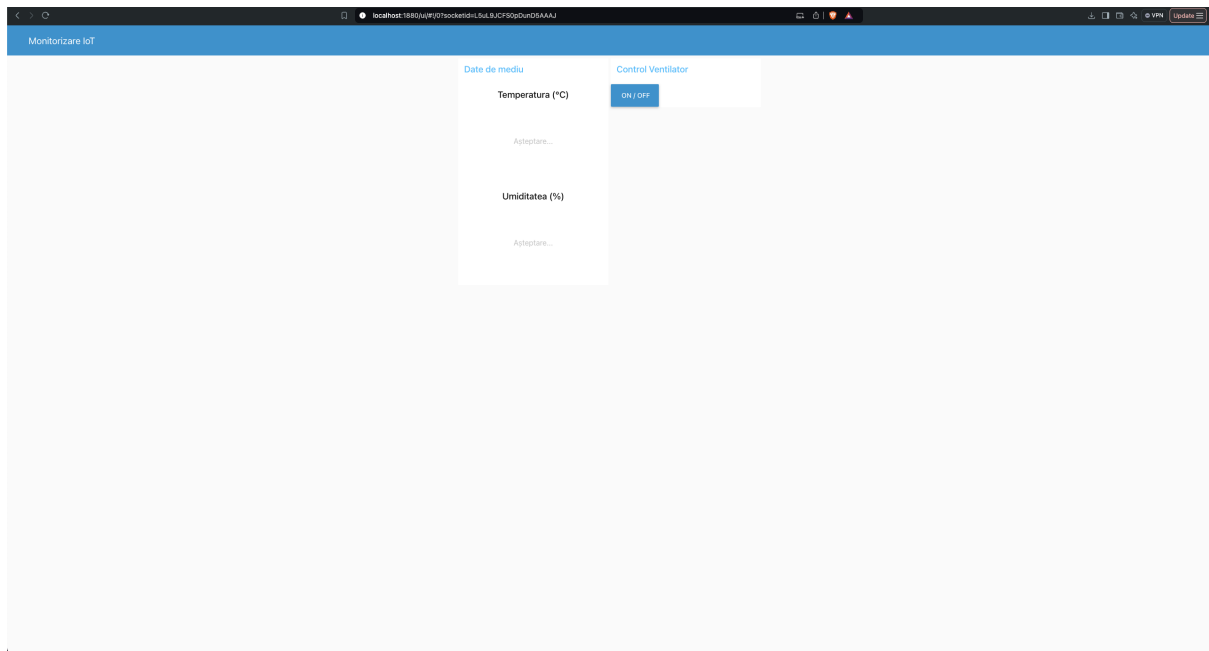 localhost:1880/ui/#!/0?socketid=L5uL9JCFS0pDunD5AAAJ
VPN
Update
Monitorizare IoT
Date de mediu
Control Ventilator
Temperatura (°C)
ON / OFF
Așteptare...
Umiditatea (%)
Așteptare...